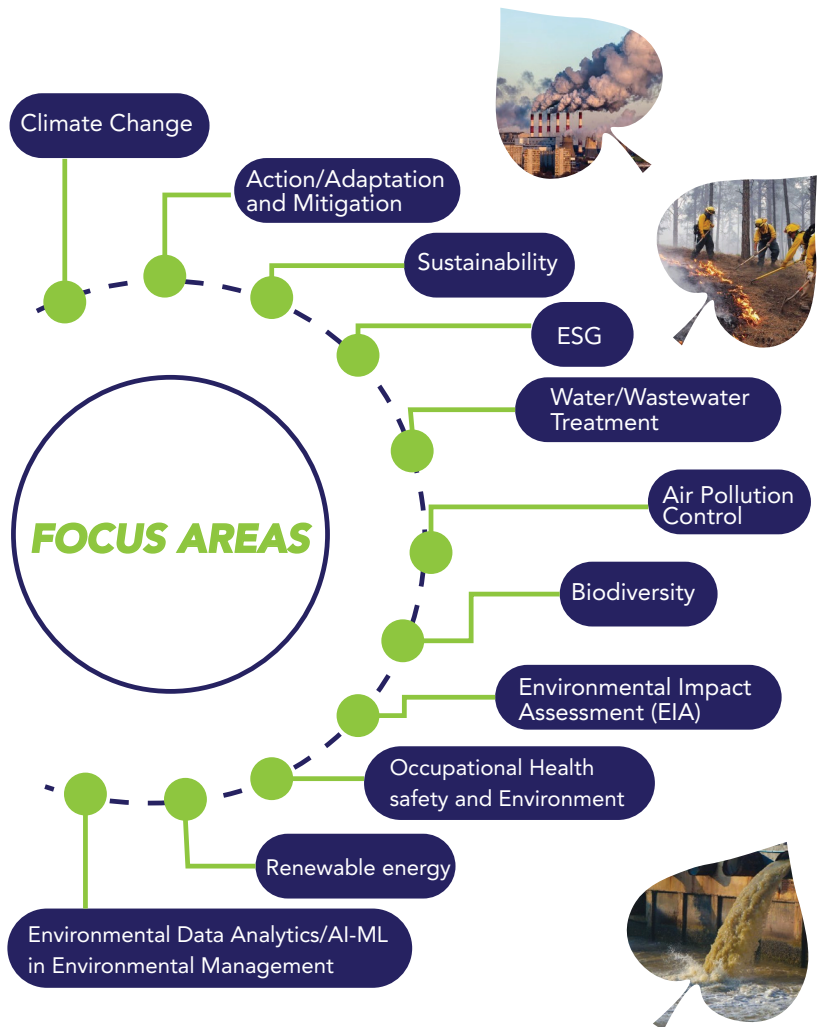 Climate Change
Action/Adaptation
and Mitigation
Sustainability
ESG
Water/Wastewater
Treatment
Air Pollution
Control
FOCUS AREAS
Biodiversity
Environmental Impact
Assessment (EIA)
Occupational Health
safety and Environment
Renewable energy
Environmental Data Analytics/AI-ML
in Environmental Management